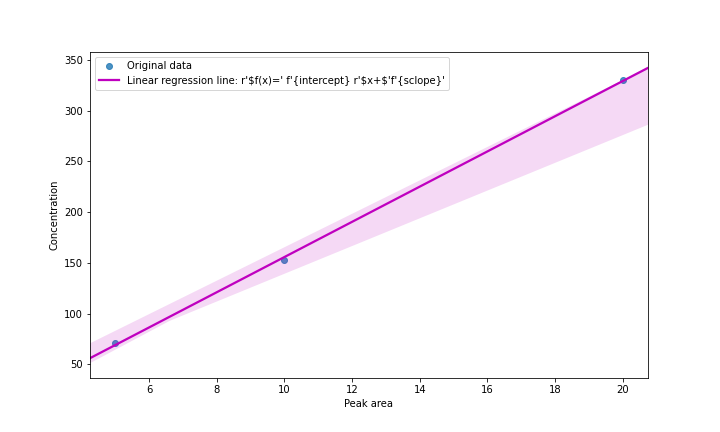 Original data
Linear regression line: r'$f(x)=' f'{intercept} r'$x+$'f'{sclope}'
350
300
250
200
150
100
50
Concentration
6 8 10 12 14 16 18 20
Peak area